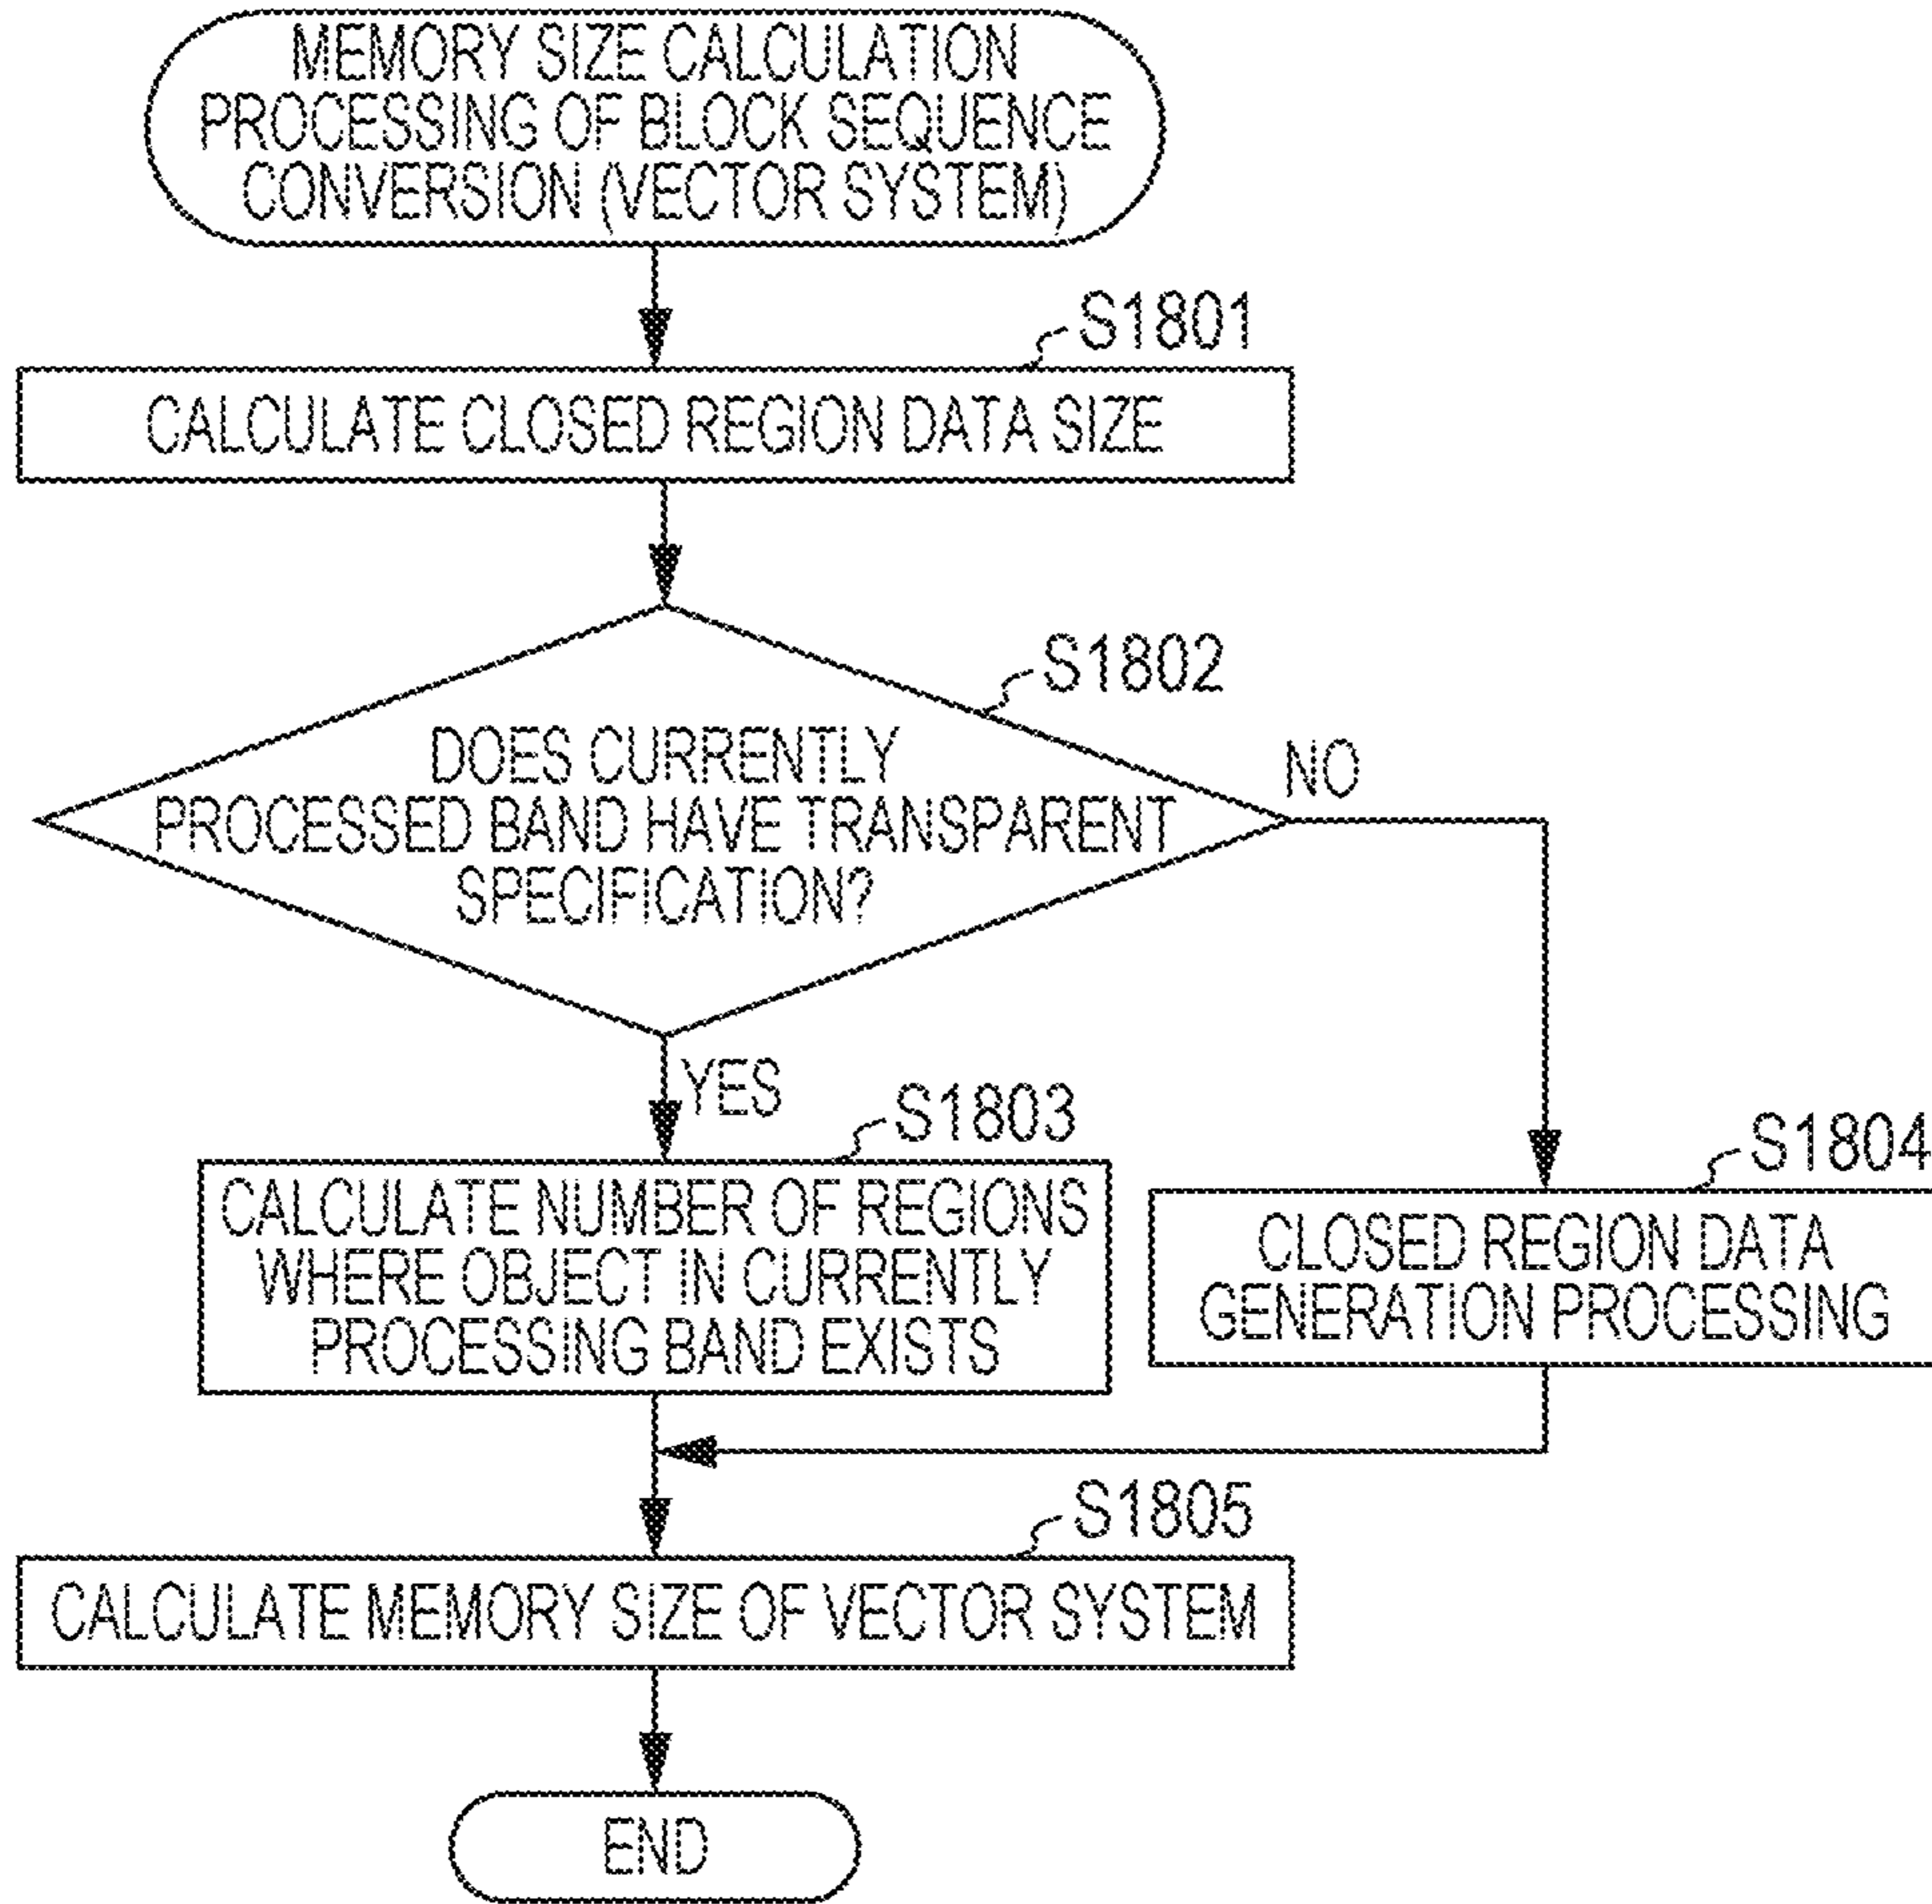 MEMORY SIZE CALCULATION
PROCESSING OF BLOCK SEQUENCE
CONVERSION (VECTOR SYSTEM)
S1801
CALCULATE CLOSED REGION DATA SIZE
S1802
DOES CURRENTLY
PROCESSED BAND HAVE TRANSPARENT
SPECIFICATION?
NO
YES
S1803
CALCULATE NUMBER OF REGIONS
WHERE OBJECT IN CURRENTLY
PROCESSING BAND EXISTS
S1804
CLOSED REGION DATA
GENERATION PROCESSING
S1805
CALCULATE MEMORY SIZE OF VECTOR SYSTEM
END